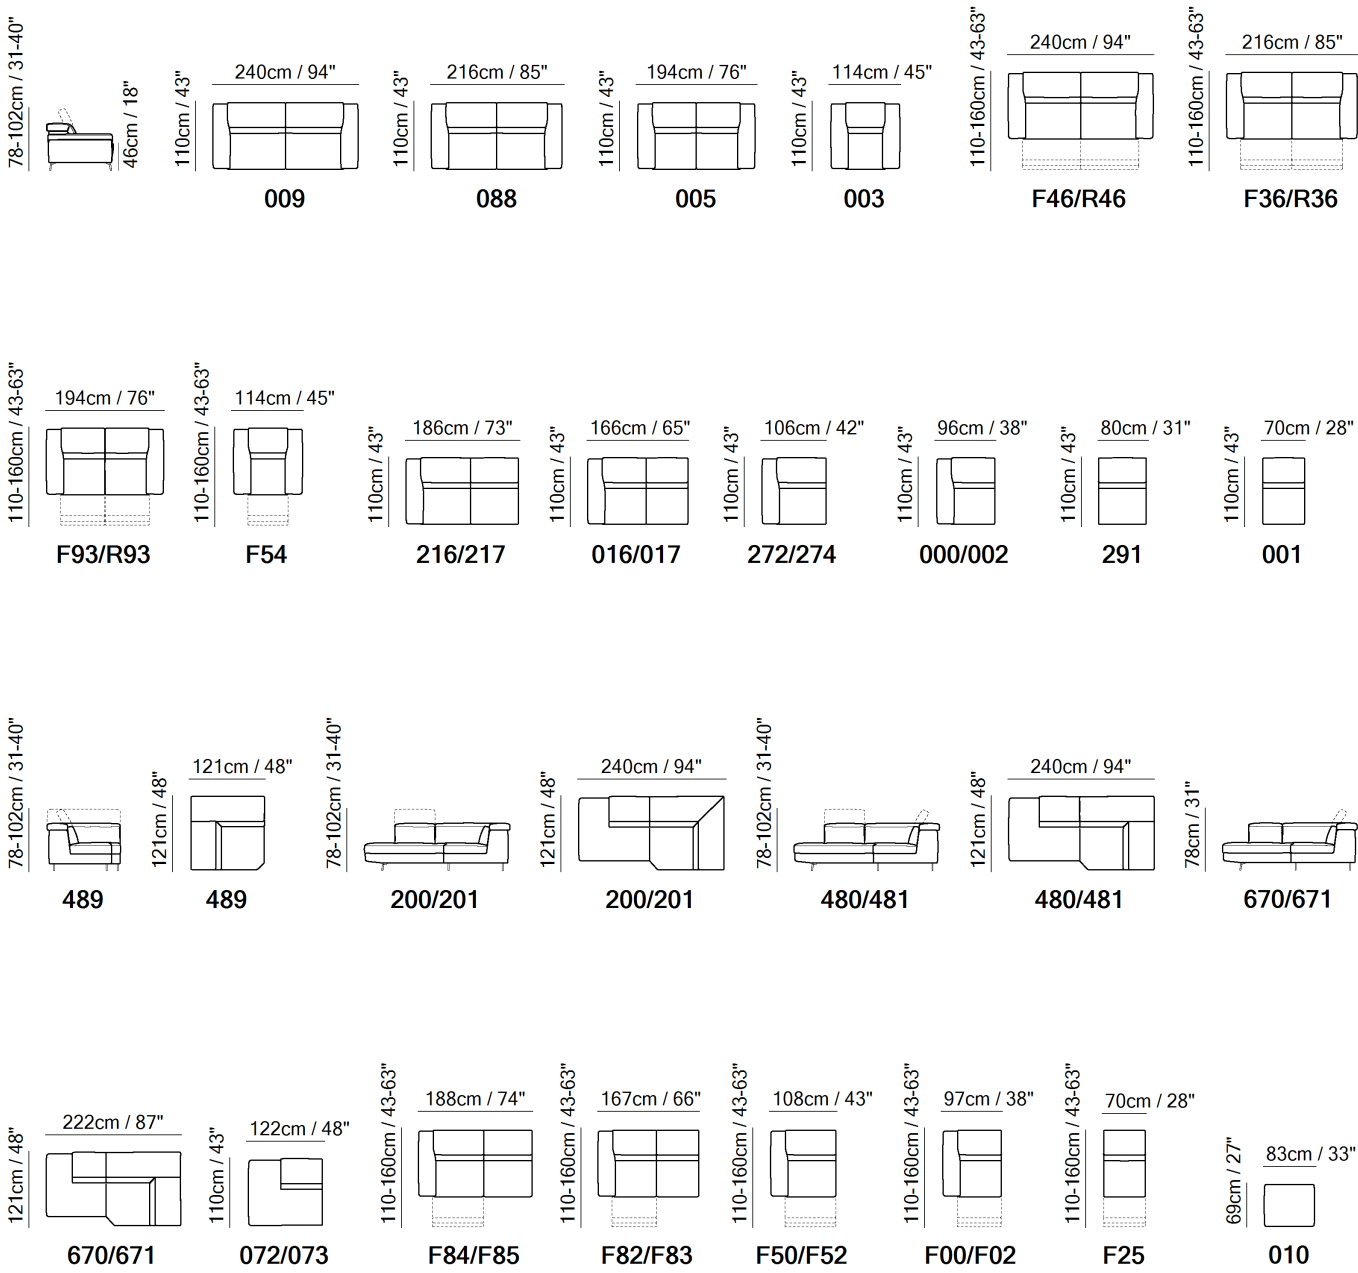 78-102cm / 31-40"
46cm / 18"
110cm / 43"
240cm / 94"
009
110cm / 43"
216cm / 85"
088
110cm / 43"
194cm / 76"
005
110cm / 43"
114cm / 45"
003
110-160cm / 43-63"
240cm / 94"
F46/R46
110-160cm / 43-63"
216cm / 85"
F36/R36
110-160cm / 43-63"
194cm / 76"
F93/R93
110-160cm / 43-63"
114cm / 45"
F54
110cm / 43"
186cm / 73"
216/217
110cm / 43"
166cm / 65"
016/017
110cm / 43"
106cm / 42"
272/274
110cm / 43"
96cm / 38"
000/002
110cm / 43"
80cm / 31"
291
110cm / 43"
70cm / 28"
001
78-102cm / 31-40"
489
121cm / 48"
121cm / 48"
489
78-102cm / 31-40"
200/201
121cm / 48"
240cm / 94"
200/201
78-102cm / 31-40"
480/481
121cm / 48"
240cm / 94"
480/481
78cm / 31"
670/671
121cm / 48"
222cm / 87"
670/671
110cm / 43"
122cm / 48"
072/073
110-160cm / 43-63"
188cm / 74"
F84/F85
110-160cm / 43-63"
167cm / 66"
F82/F83
110-160cm / 43-63"
108cm / 43"
F50/F52
110-160cm / 43-63"
97cm / 38"
F00/F02
110-160cm / 43-63"
70cm / 28"
F25
69cm / 27"
83cm / 33"
010